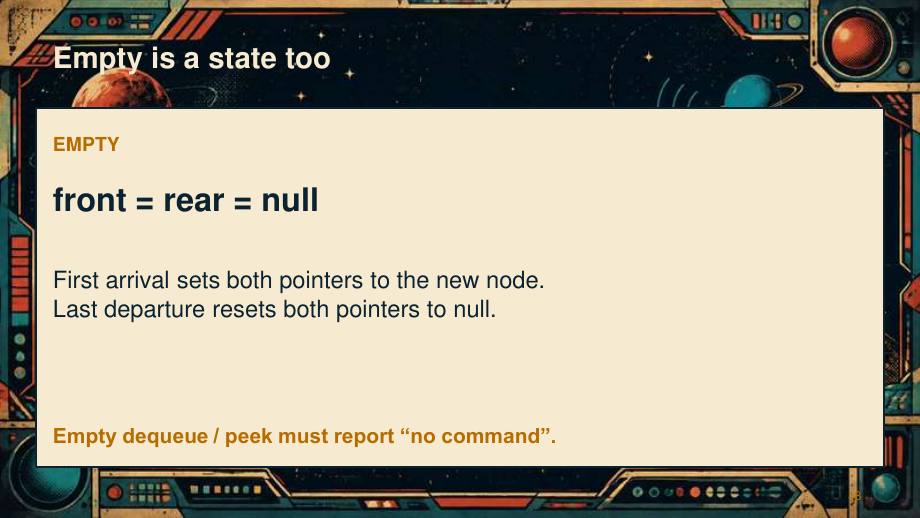 Empty is a state too
EMPTY
front = rear = null
First arrival sets both pointers to the new node.
Last departure resets both pointers to null.
Empty dequeue / peek must report “no command”.